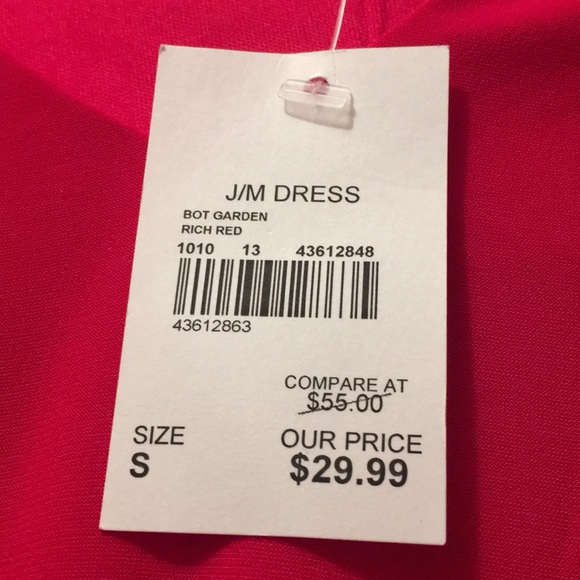 J/M DRESS
BOT GARDEN
RICH RED
1010 13 43612848
43612863
COMPARE AT
$55.00
SIZE OUR PRICE
S $29.99